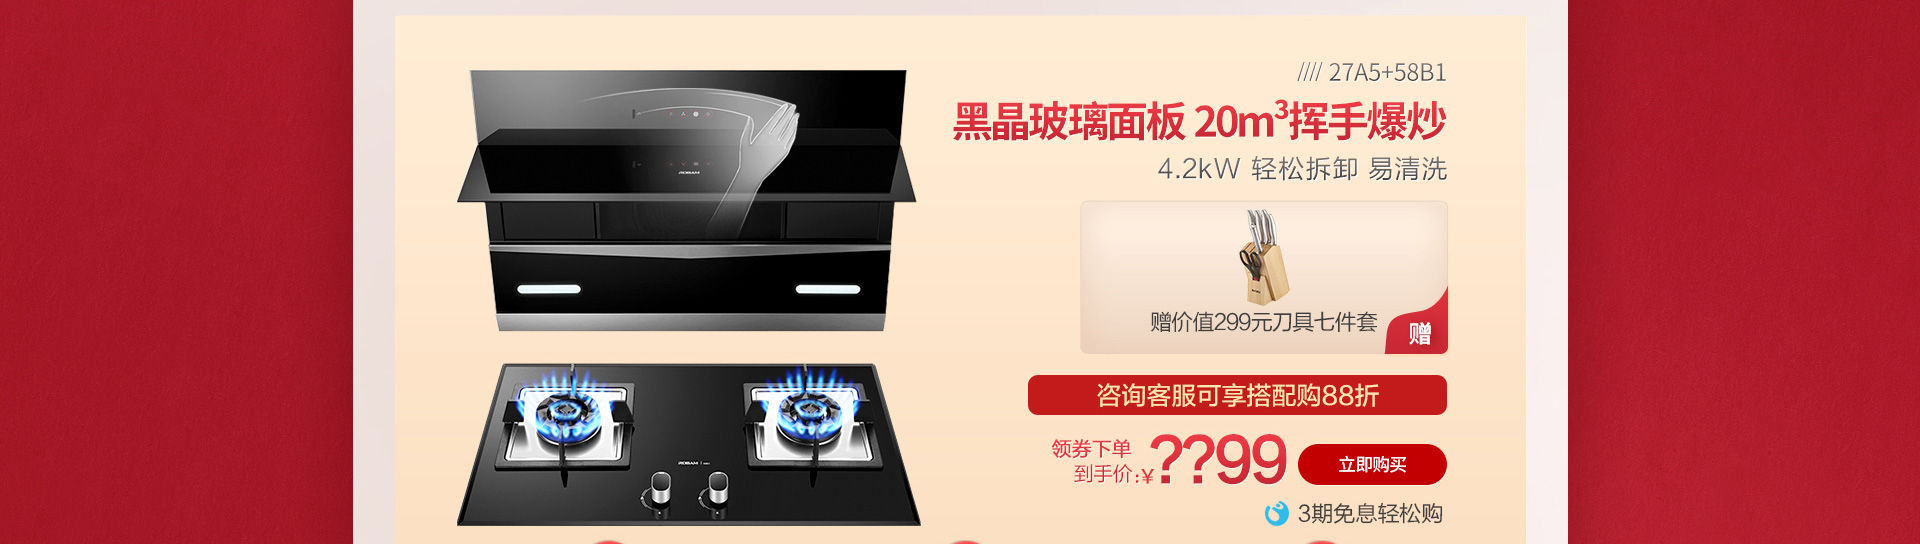 //// 27A5+58B1
黑晶玻璃面板 20m³挥手爆炒
4.2kW 轻松拆卸 易清洗
ROBAM
赠价值299元刀具七件套
赠
咨询客服可享搭配购88折
领券下单
到手价:¥??99
立即购买
ROBAM
3期免息轻松购